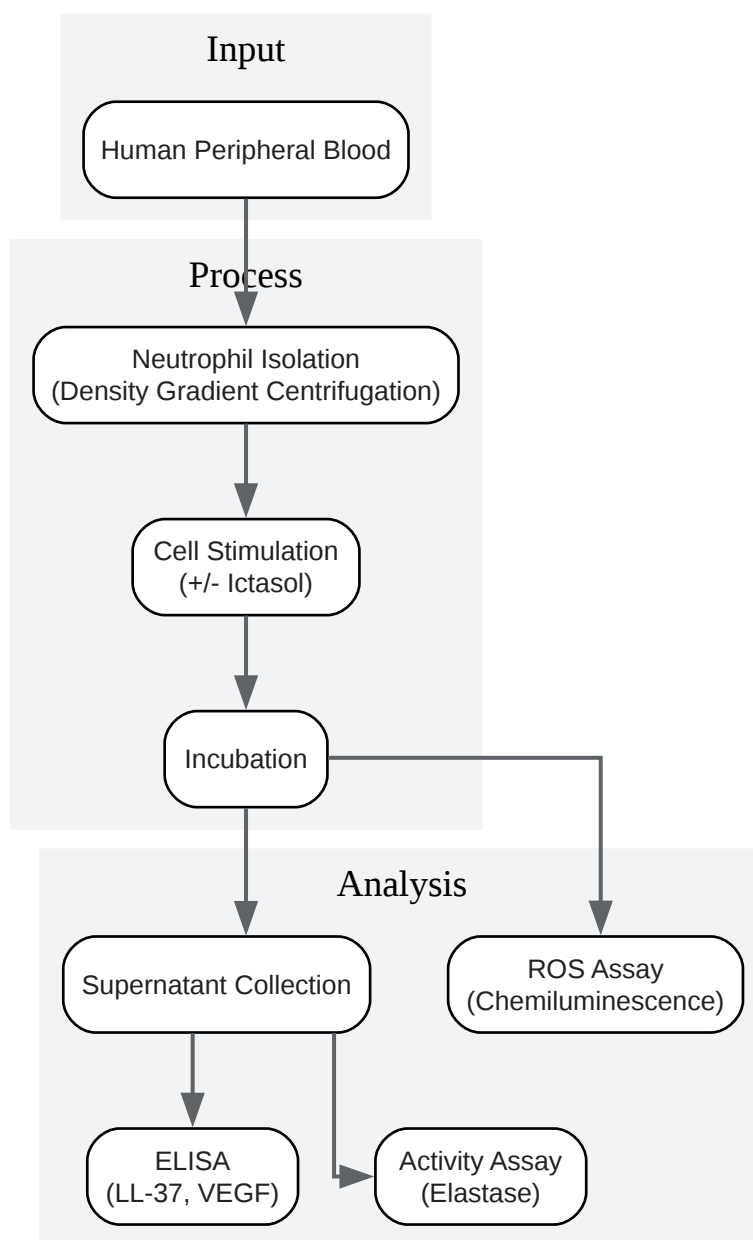 Input
Human Peripheral Blood
Process
Neutrophil Isolation
(Density Gradient Centrifugation)
Cell Stimulation
(+/- Ictasol)
Incubation
Analysis
Supernatant Collection
ROS Assay
(Chemiluminescence)
ELISA
(LL-37, VEGF)
Activity Assay
(Elastase)